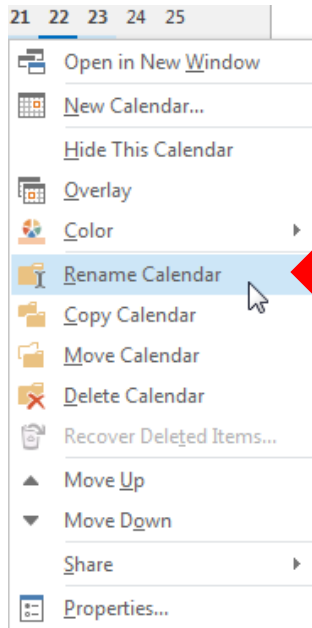 21 22 23 24 25
Open in New Window
New Calendar...
Hide This Calendar
Overlay
Color
Rename Calendar
Copy Calendar
Move Calendar
Delete Calendar
Recover Deleted Items...
Move Up
Move Down
Share
Properties...